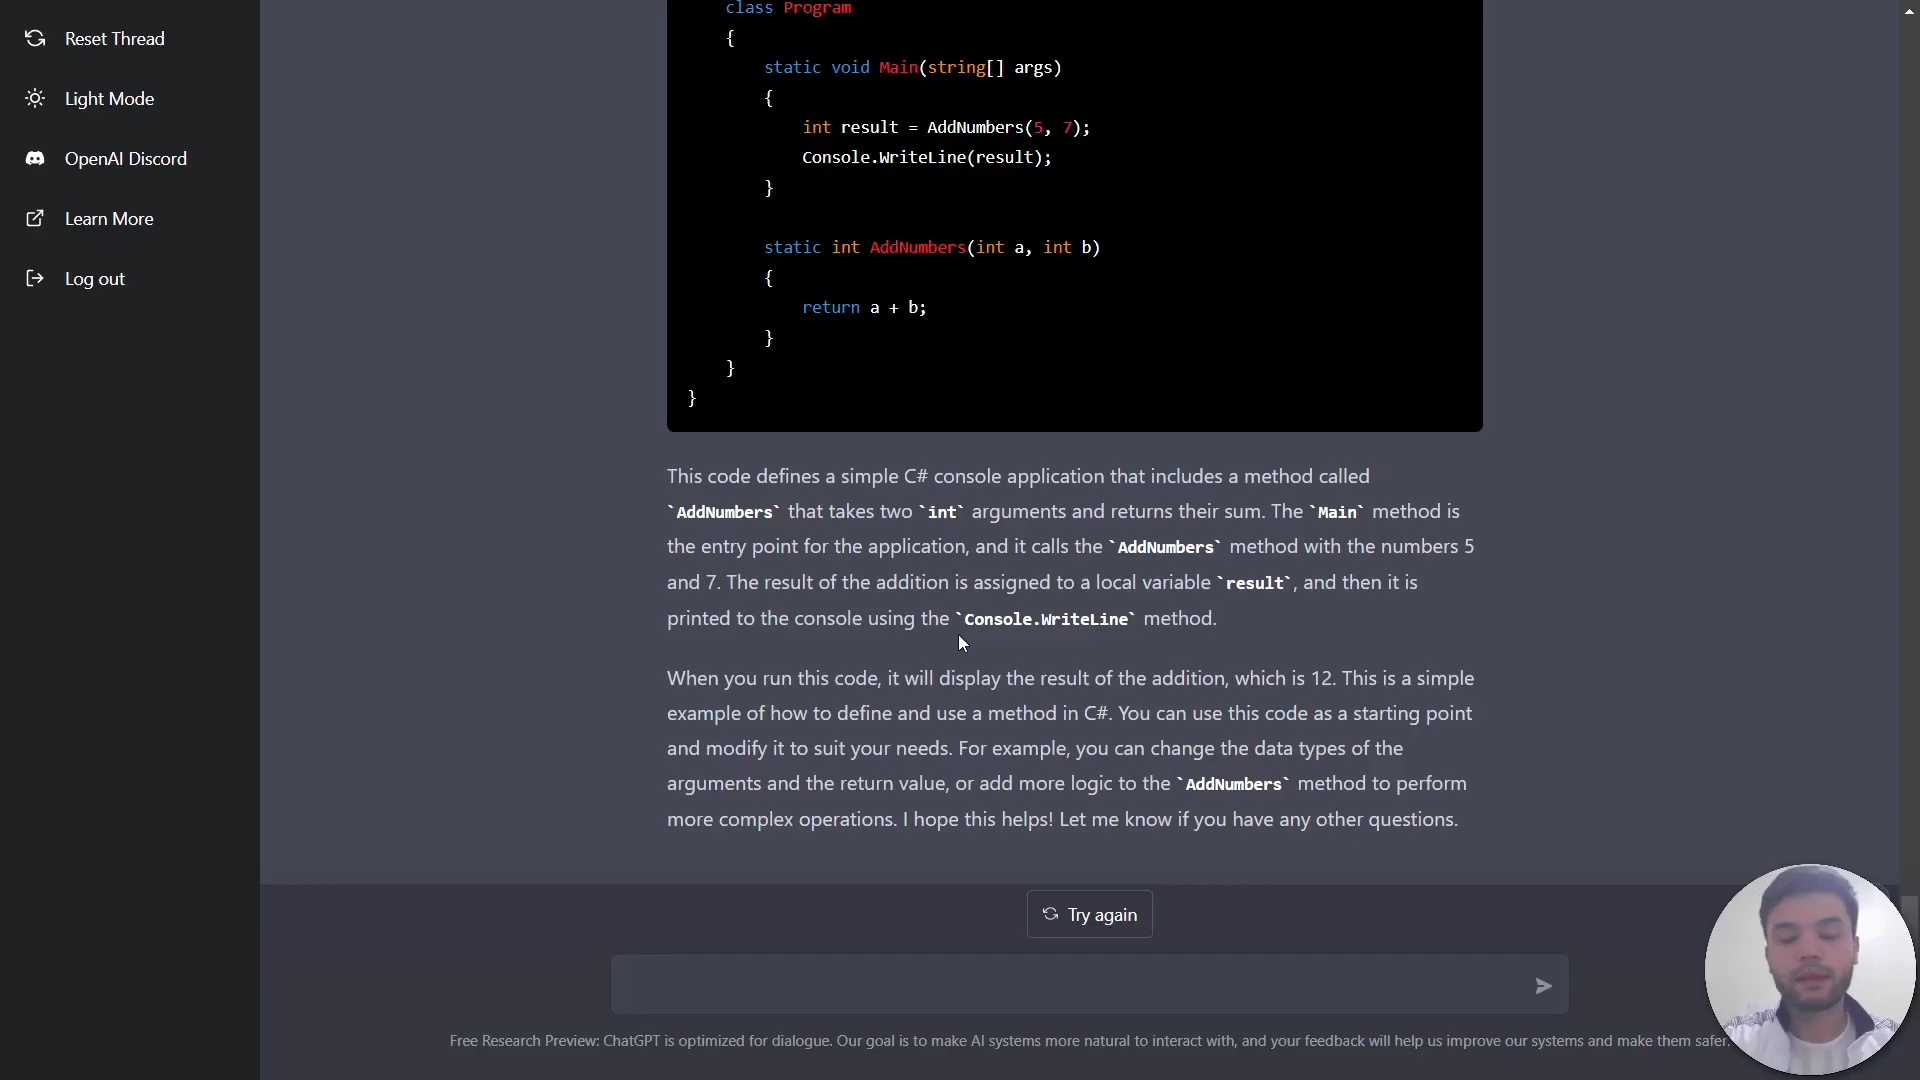 Reset Thread
Light Mode
OpenAI Discord
Learn More
Log out
class Program
{
static void Main(string[] args)
{
int result = AddNumbers(5, 7);
Console.WriteLine(result);
}
static int AddNumbers(int a, int b)
{
return a + b;
}
}
}
This code defines a simple C# console application that includes a method called
`AddNumbers` that takes two `int` arguments and returns their sum. The `Main` method is
the entry point for the application, and it calls the `AddNumbers` method with the numbers 5
and 7. The result of the addition is assigned to a local variable `result`, and then it is
printed to the console using the `Console.WriteLine` method.
When you run this code, it will display the result of the addition, which is 12. This is a simple
example of how to define and use a method in C#. You can use this code as a starting point
and modify it to suit your needs. For example, you can change the data types of the
arguments and the return value, or add more logic to the `AddNumbers` method to perform
more complex operations. I hope this helps! Let me know if you have any other questions.
Try again
Free Research Preview: ChatGPT is optimized for dialogue. Our goal is to make AI systems more natural to interact with, and your feedback will help us improve our systems and make them safer.